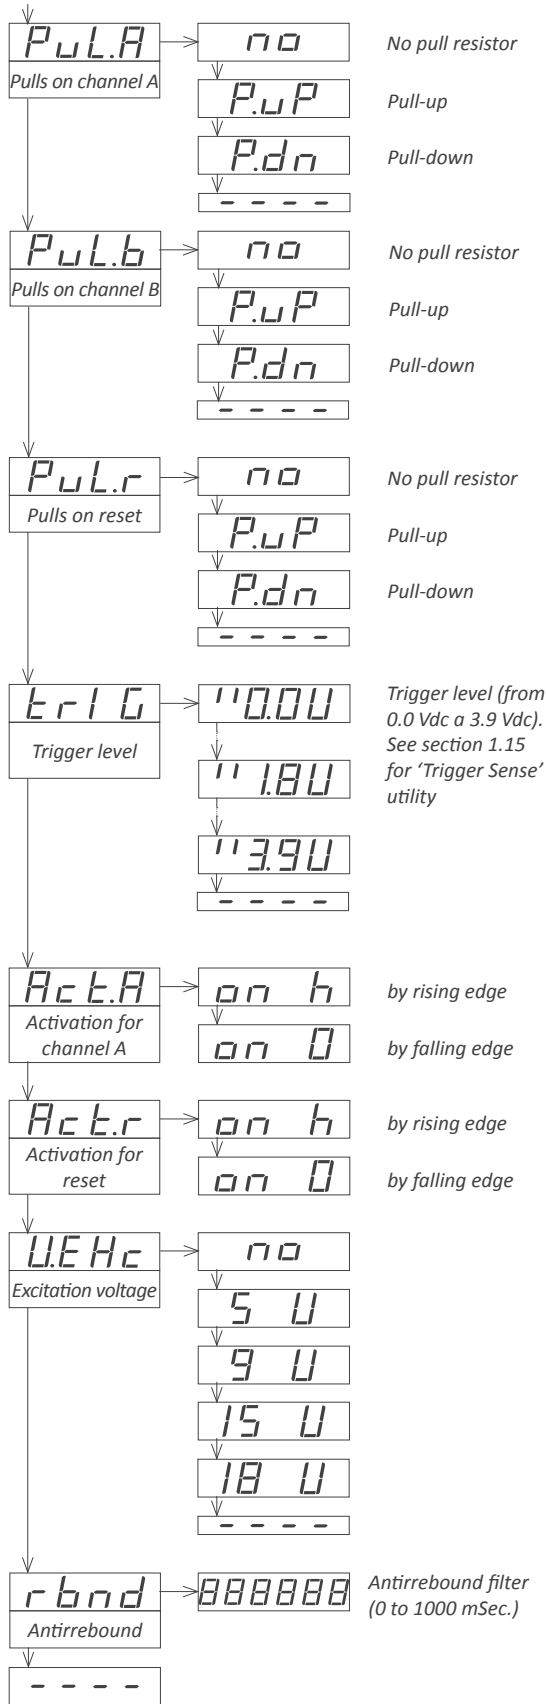 PuL.A
no
No pull resistor
Pulls on channel A
P.uP
Pull-up
P.dn
Pull-down
- - - -
PuL.b
no
No pull resistor
Pulls on channel B
P.uP
Pull-up
P.dn
Pull-down
- - - -
PuL.r
no
No pull resistor
Pulls on reset
P.uP
Pull-up
P.dn
Pull-down
- - - -
trIG
"0.0U
Trigger level (from
0.0 Vdc a 3.9 Vdc).
See section 1.15
for ‘Trigger Sense’
utility
Trigger level
"1.8U
"3.9U
- - - -
Act.A
on h
by rising edge
Activation for
channel A
on 0
by falling edge
Act.r
on h
by rising edge
Activation for
reset
on 0
by falling edge
U.EHc
no
Excitation voltage
5 U
9 U
15 U
18 U
- - - -
rbnd
888888
Antirrebound filter
(0 to 1000 mSec.)
Antirrebound
- - - -